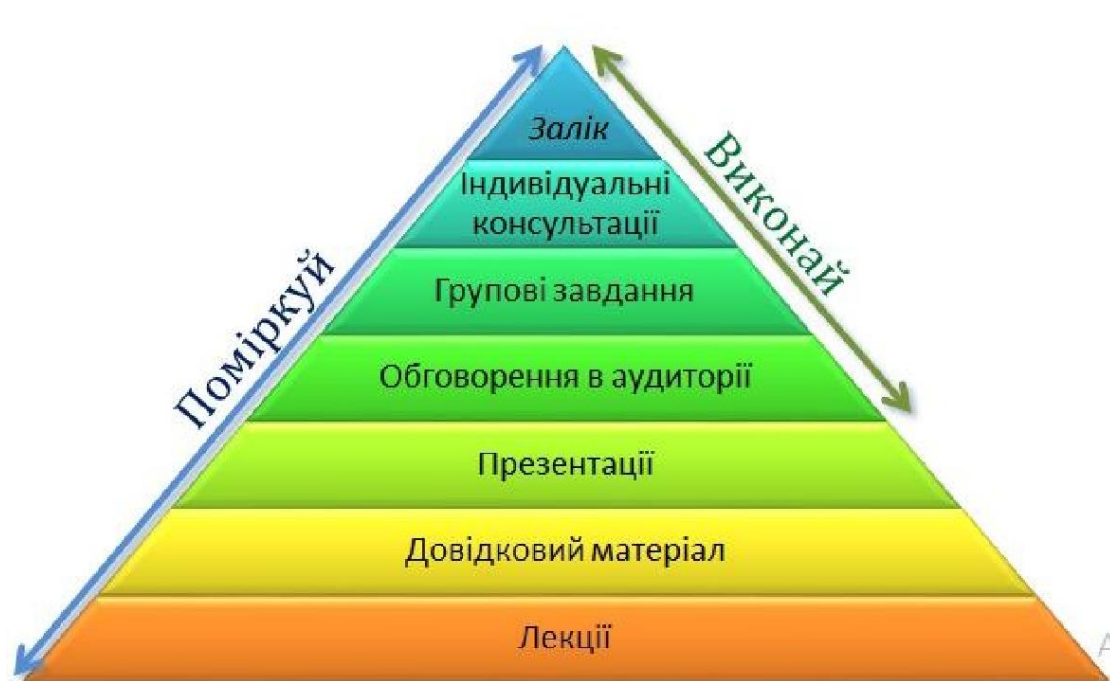 Залік
Індивідуальні
консультації
Групові завдання
Обговорення в аудиторії
Презентації
Довідковий матеріал
Лекції
Поміркуй
Виконай